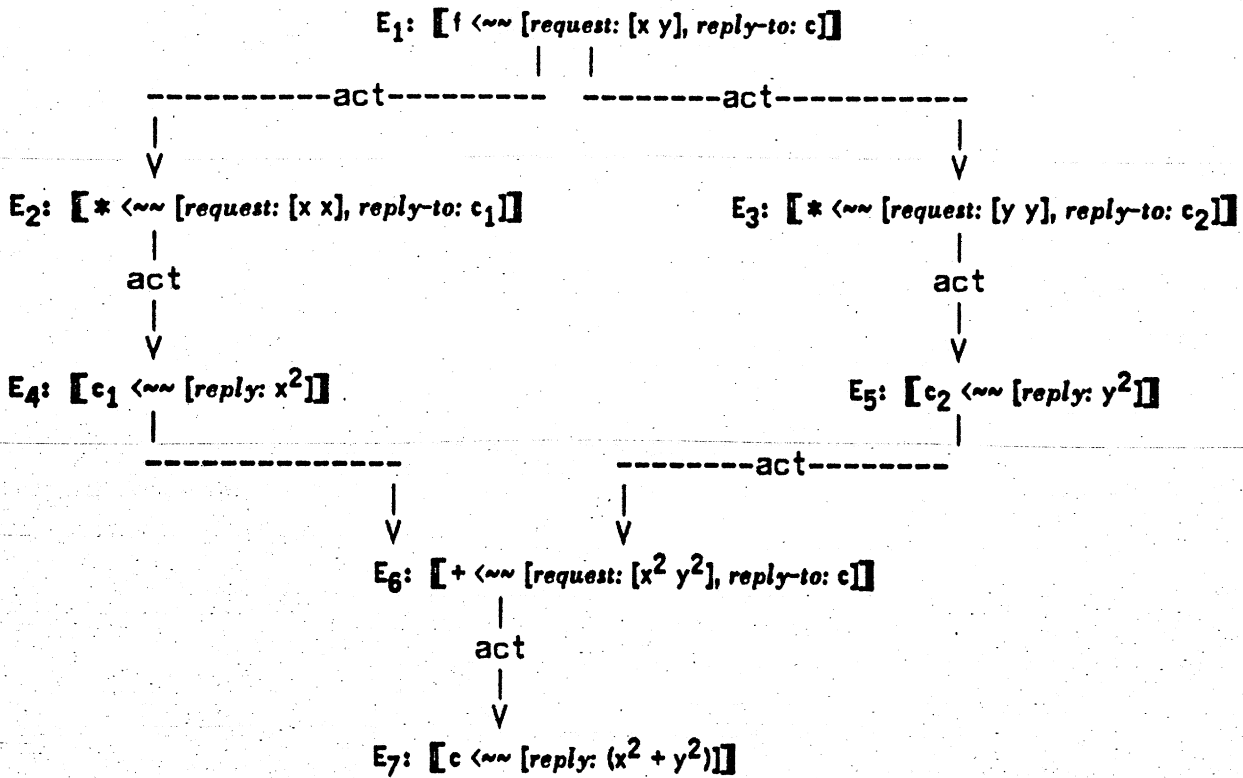 E₁: ⟦f <~~ [request: [x y], reply-to: c]⟧
----------act--------- --------act-----------
E₂: ⟦* <~~ [request: [x x], reply-to: c₁]⟧ E₃: ⟦* <~~ [request: [y y], reply-to: c₂]⟧
act act
E₄: ⟦c₁ <~~ [reply: x²]⟧ E₅: ⟦c₂ <~~ [reply: y²]⟧
-------------- --------act--------
E₆: ⟦+ <~~ [request: [x² y²], reply-to: c]⟧
act
E₇: ⟦c <~~ [reply: (x² + y²)]⟧